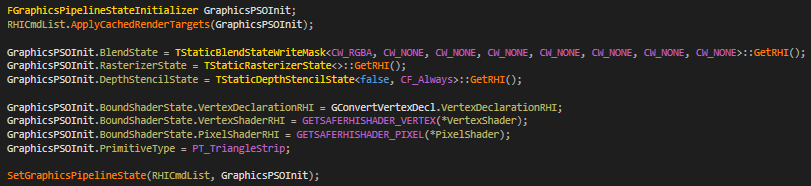 FGraphicsPipelineStateInitializer GraphicsPSOInit;
RHICmdList.ApplyCachedRenderTargets(GraphicsPSOInit);
GraphicsPSOInit.BlendState = TStaticBlendStateWriteMask<CW_RGBA, CW_NONE, CW_NONE, CW_NONE, CW_NONE, CW_NONE, CW_NONE, CW_NONE>::GetRHI();
GraphicsPSOInit.RasterizerState = TStaticRasterizerState<>::GetRHI();
GraphicsPSOInit.DepthStencilState = TStaticDepthStencilState<false, CF_Always>::GetRHI();
GraphicsPSOInit.BoundShaderState.VertexDeclarationRHI = GConvertVertexDecl.VertexDeclarationRHI;
GraphicsPSOInit.BoundShaderState.VertexShaderRHI = GETSAFERHISHADER_VERTEX(*VertexShader);
GraphicsPSOInit.BoundShaderState.PixelShaderRHI = GETSAFERHISHADER_PIXEL(*PixelShader);
GraphicsPSOInit.PrimitiveType = PT_TriangleStrip;
SetGraphicsPipelineState(RHICmdList, GraphicsPSOInit);